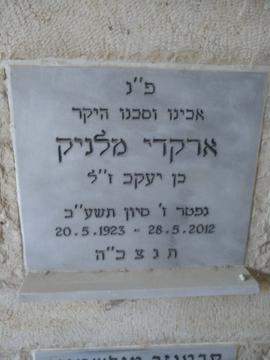 פ״נ
אבינו וסבנו היקר
ארקדי מלניק
בן יעקב ז״ל
נפטר ז' סיון תשע״ב
20.5.1923 – 28.5.2012
ת נ צ ב ״ ה